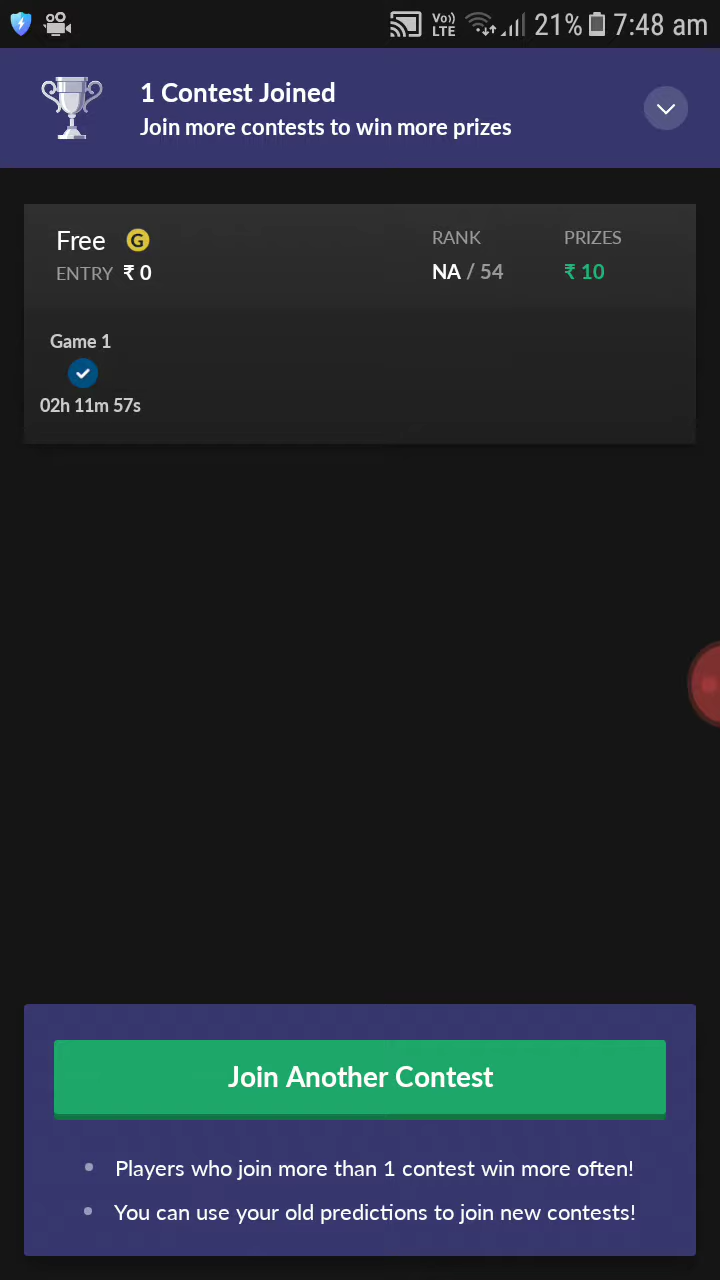 Vo) LTE 21% 7:48 am
1 Contest Joined
Join more contests to win more prizes
Free G
ENTRY ₹ 0
RANK
NA / 54
PRIZES
₹ 10
Game 1
02h 11m 57s
Join Another Contest
• Players who join more than 1 contest win more often!
• You can use your old predictions to join new contests!